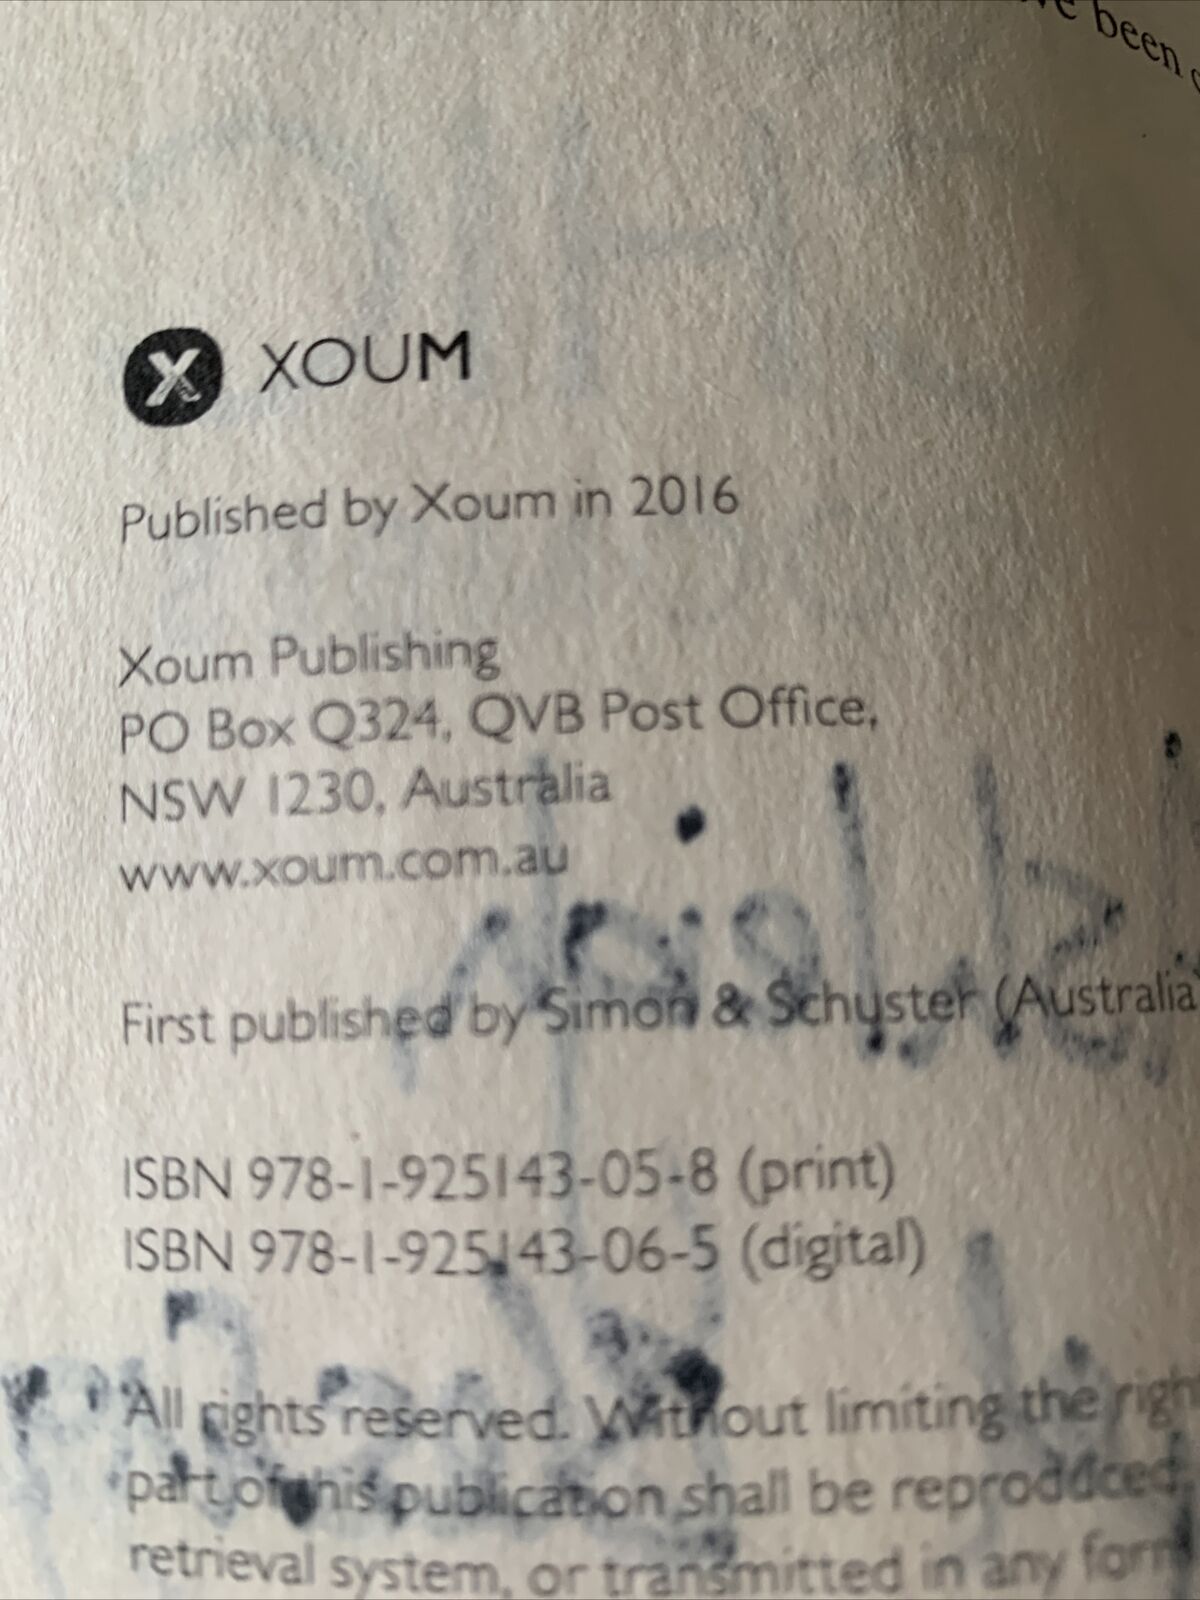 been
X XOUM
Published by Xoum in 2016
Xoum Publishing
PO Box Q324, QVB Post Office,
NSW 1230, Australia
www.xoum.com.au
First published by Simon & Schuster (Australia
ISBN 978-1-925143-05-8 (print)
ISBN 978-1-925143-06-5 (digital)
All rights reserved. Without limiting the
part of this publication shall be reproduced
retrieval system, or transmitted in any